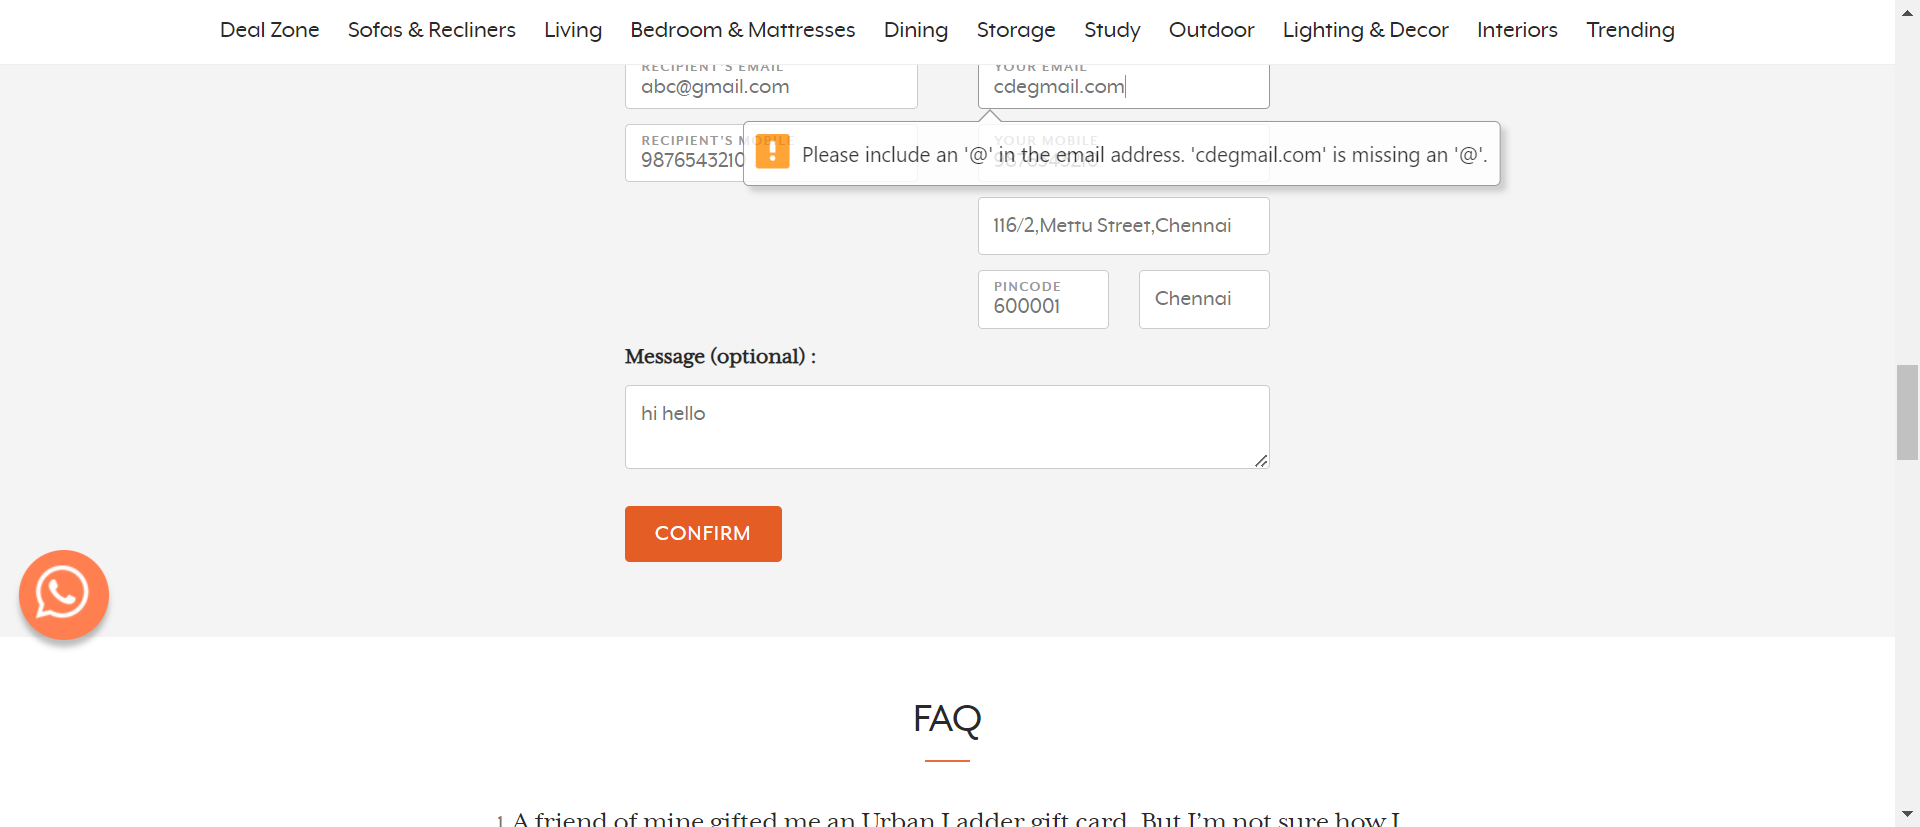 Deal Zone Sofas & Recliners Living Bedroom & Mattresses Dining Storage Study Outdoor Lighting & Decor Interiors Trending
RECIPIENT'S EMAIL YOUR EMAIL
abc@gmail.com cdegmail.com
RECIPIENT'S MOBILE YOUR MOBILE
9876543210 9876543210
Please include an '@' in the email address. 'cdegmail.com' is missing an '@'.
116/2,Mettu Street,Chennai
PINCODE
600001 Chennai
Message (optional) :
hi hello
CONFIRM
FAQ
1 A friend of mine gifted me an Urban Ladder gift card. But I'm not sure how I